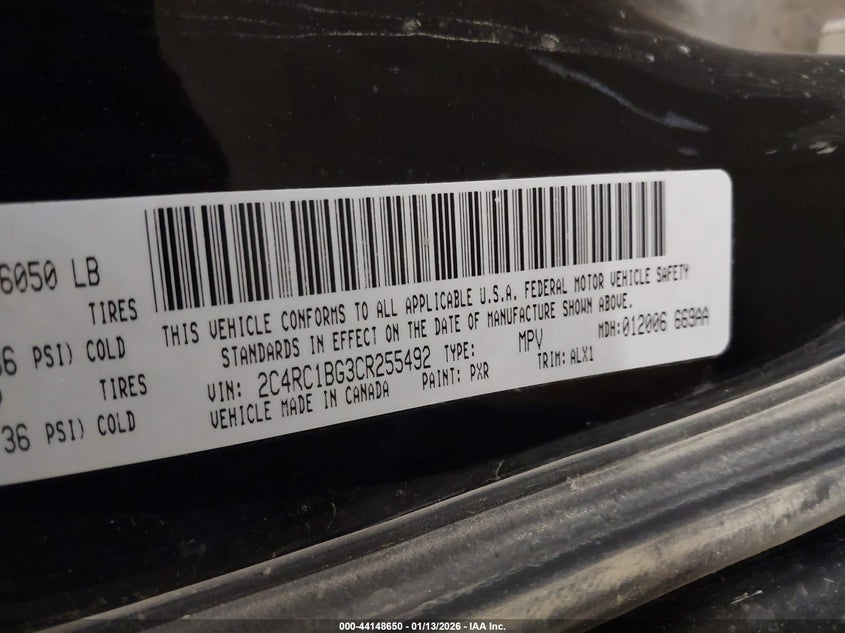 6050 LB
TIRES
36 PSI) COLD
TIRES
36 PSI) COLD
THIS VEHICLE CONFORMS TO ALL APPLICABLE U.S.A. FEDERAL MOTOR VEHICLE SAFETY
STANDARDS IN EFFECT ON THE DATE OF MANUFACTURE SHOWN ABOVE.
VIN: 2C4RC1BG3CR255492 TYPE: MPV MDH:012006 669AA
VEHICLE MADE IN CANADA PAINT: PXR TRIM: ALX1
000-44148650 - 01/13/2026 - IAA Inc.